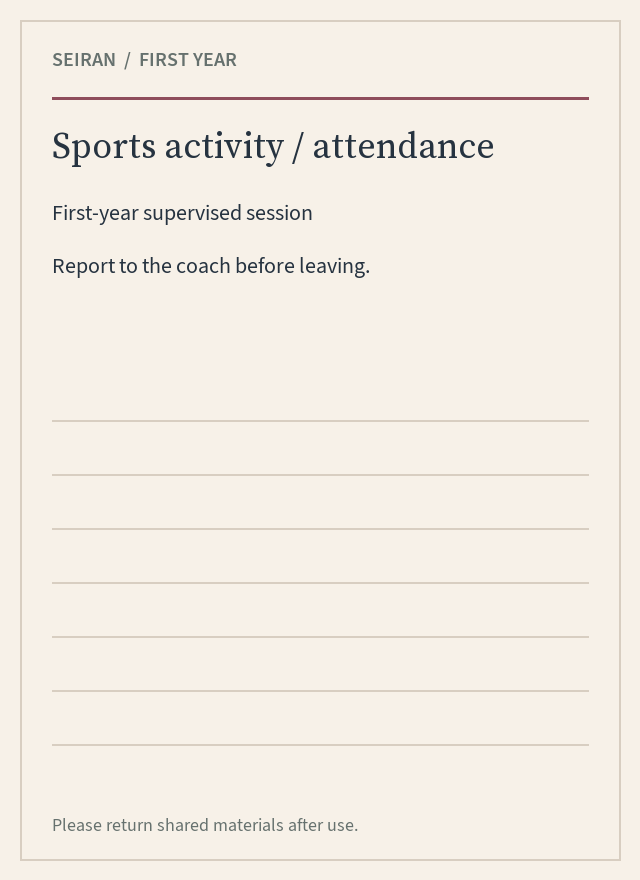 SEIRAN / FIRST YEAR
Sports activity / attendance
First-year supervised session
Report to the coach before leaving.
Please return shared materials after use.